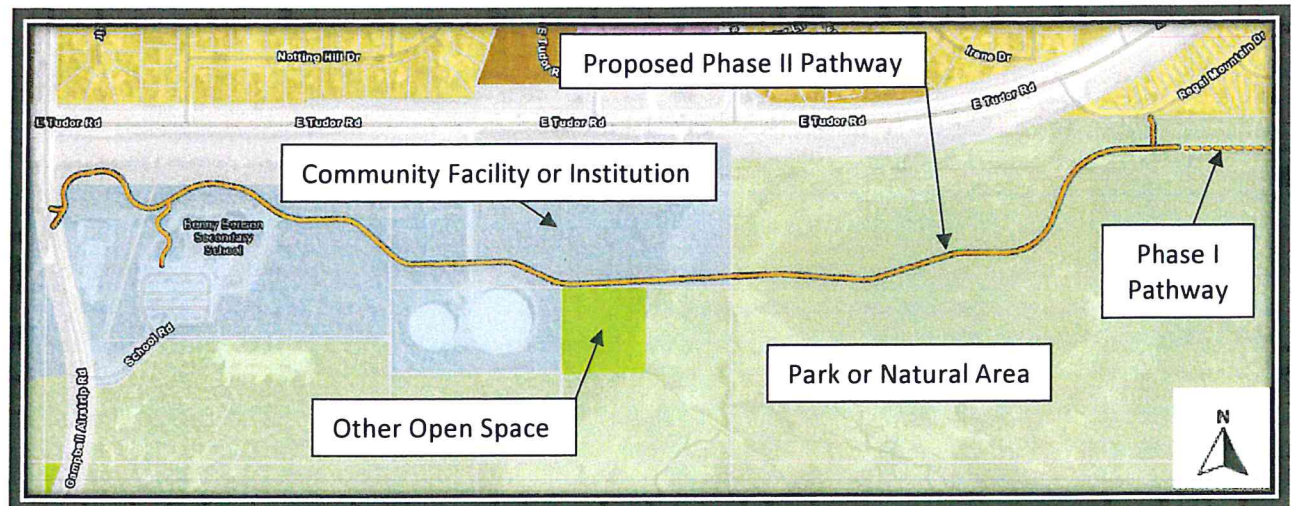 Notting Hill Dr
Irene Dr
Regal Mountain Dr
Proposed Phase II Pathway
E Tudor Rd
E Tudor Rd
E Tudor Rd
E Tudor Rd
E Tudor Rd
Community Facility or Institution
Benny Benson
Secondary
School
Phase I
Pathway
School Rd
Park or Natural Area
Other Open Space
Campbell Airstrip Rd
N